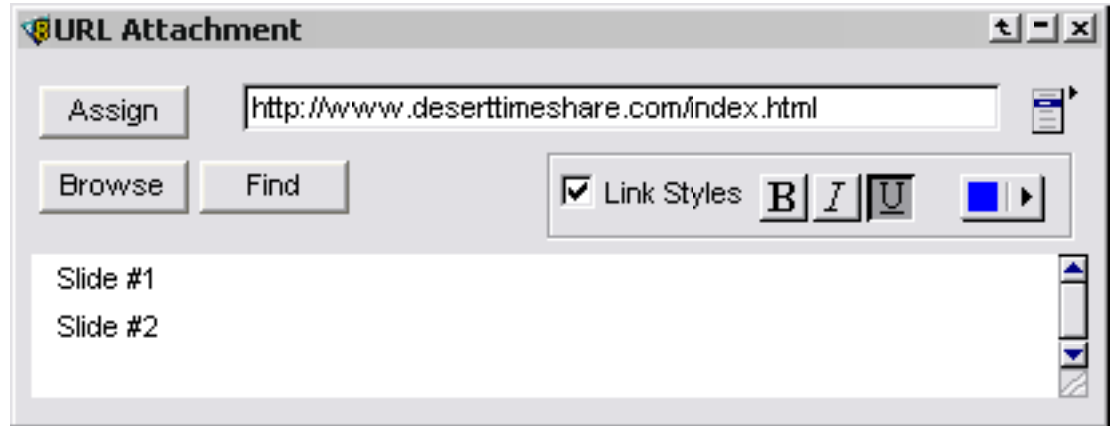 URL Attachment
Assign http://www.deserttimeshare.com/index.html
Browse Find Link Styles B I U
Slide #1
Slide #2